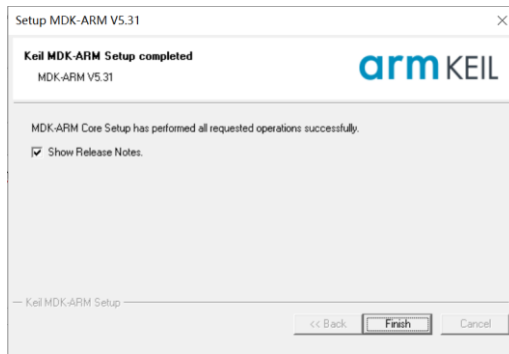 Setup MDK-ARM V5.31
Keil MDK-ARM Setup completed
MDK-ARM V5.31
arm KEIL
MDK-ARM Core Setup has performed all requested operations successfully.
Show Release Notes.
Keil MDK-ARM Setup
<< Back
Finish
Cancel